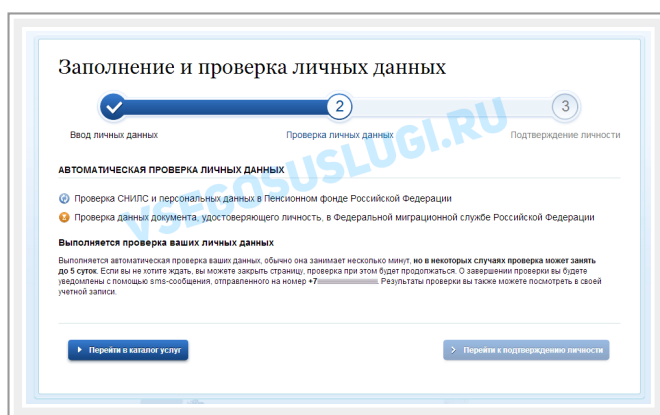 Заполнение и проверка личных данных
2
3
Ввод личных данных
Проверка личных данных
Подтверждение личности
VSEGOSUSLUGI.RU
АВТОМАТИЧЕСКАЯ ПРОВЕРКА ЛИЧНЫХ ДАННЫХ
Проверка СНИЛС и персональных данных в Пенсионном фонде Российской Федерации
Проверка данных документа, удостоверяющего личность, в Федеральной миграционной службе Российской Федерации
Выполняется проверка ваших личных данных
Выполняется автоматическая проверка ваших данных, обычно она занимает несколько минут, но в некоторых случаях проверка может занять
до 5 суток. Если вы не хотите ждать, вы можете закрыть страницу, проверка при этом будет продолжаться. О завершении проверки вы будете
уведомлены с помощью sms-сообщения, отправленного на номер +7 . Результаты проверки вы также можете посмотреть в своей
учетной записи.
Перейти в каталог услуг
Перейти к подтверждению личности